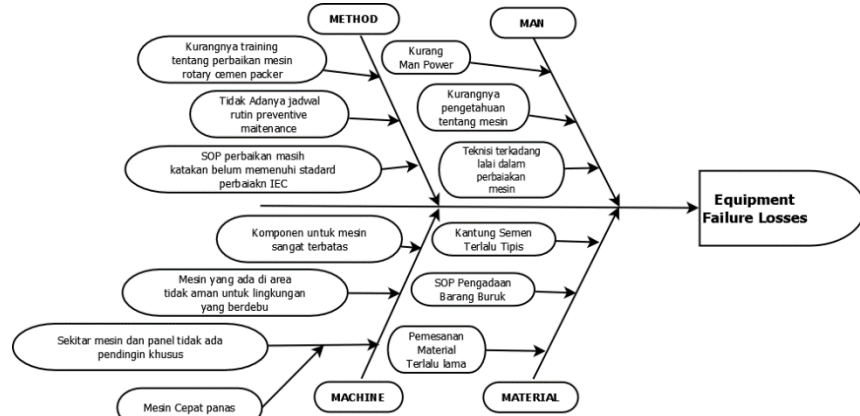 METHOD
MAN
Kurangnya training
tentang perbaikan mesin
rotary cemen packer
Kurang
Man Power
Tidak Adanya jadwal
rutin preventive
maitenance
Kurangnya
pengetahuan
tentang mesin
SOP perbaikan masih
katakan belum memenuhi stadard
perbaiakn IEC
Teknisi terkadang
lalai dalam
perbaiakan
mesin
Equipment
Failure Losses
Komponen untuk mesin
sangat terbatas
Kantung Semen
Terlalu Tipis
Mesin yang ada di area
tidak aman untuk lingkungan
yang berdebu
SOP Pengadaan
Barang Buruk
Sekitar mesin dan panel tidak ada
pendingin khusus
Pemesanan
Material
Terlalu lama
Mesin Cepat panas
MACHINE
MATERIAL